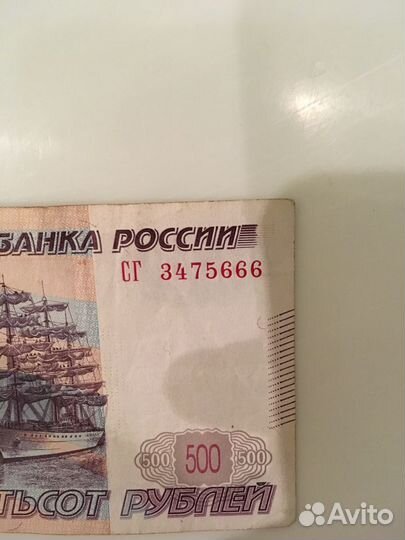 БАНКА РОССИИ
СГ 3475666
500 500 500
ТЬСОТ РУБЛЕЙ
Avito